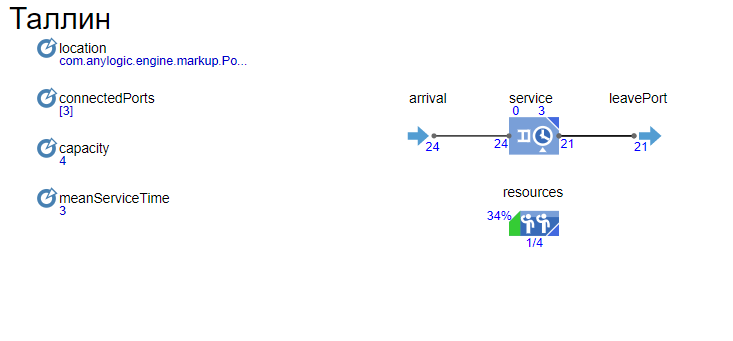 Таллин
location
com.anylogic.engine.markup.Po...
connectedPorts
[3]
capacity
4
meanServiceTime
3
arrival
service
leavePort
0 3
24
24
21
21
resources
34%
1/4